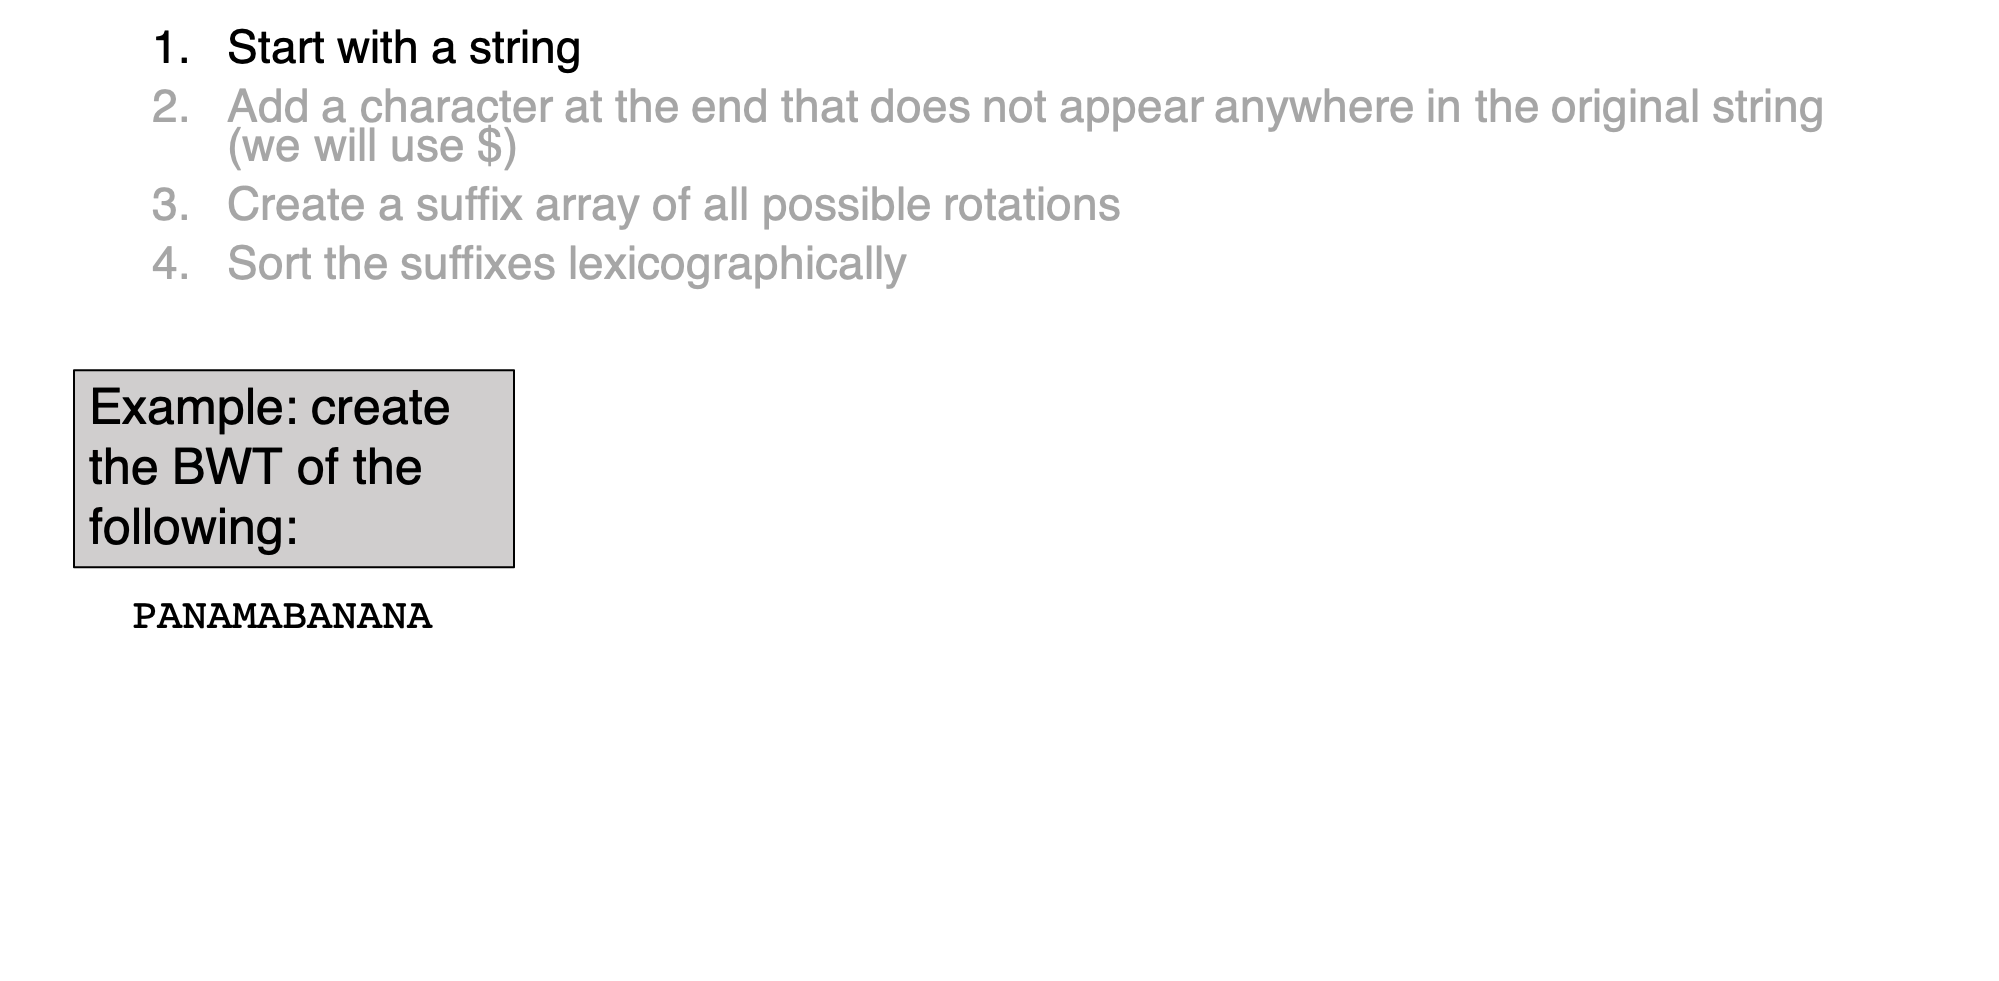 1. Start with a string
2. Add a character at the end that does not appear anywhere in the original string
(we will use $)
3. Create a suffix array of all possible rotations
4. Sort the suffixes lexicographically
Example: create
the BWT of the
following:
PANAMABANANA